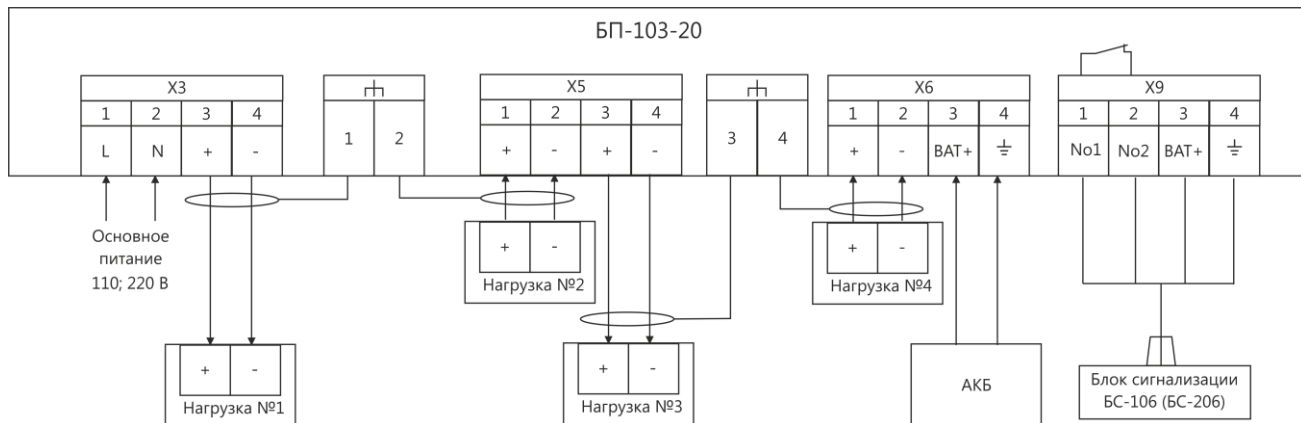 БП-103-20
X3
1 2 3 4
L N + -
1 2
X5
1 2 3 4
+ - + -
3 4
X6
1 2 3 4
+ - BAT+
X9
1 2 3 4
No1 No2 BAT+
Основное
питание
110; 220 В
+ -
Нагрузка №2
+ -
Нагрузка №4
+ -
Нагрузка №1
+ -
Нагрузка №3
АКБ
Блок сигнализации
БС-106 (БС-206)